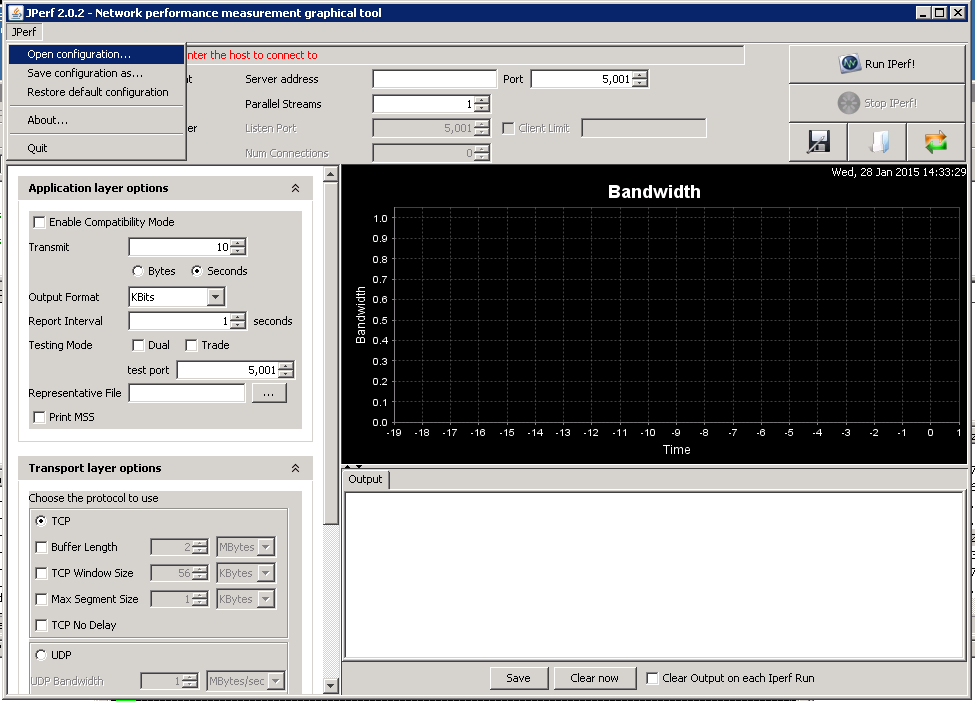 JPerf 2.0.2 - Network performance measurement graphical tool
JPerf
Open configuration...
Save configuration as...
Restore default configuration
About...
Quit
enter the host to connect to
Server address Port 5,001
Parallel Streams 1
Listen Port 5,001 Client Limit
Num Connections 0
Run IPerf!
Stop IPerf!
Application layer options
Enable Compatibility Mode
Transmit 10
Bytes Seconds
Output Format KBits
Report Interval 1 seconds
Testing Mode Dual Trade
test port 5,001
Representative File ...
Print MSS
Transport layer options
Choose the protocol to use
TCP
Buffer Length 2 MBytes
TCP Window Size 56 KBytes
Max Segment Size 1 KBytes
TCP No Delay
UDP
UDP Bandwidth 1 MBytes/sec
Wed, 28 Jan 2015 14:33:29
Bandwidth
Bandwidth
1.0
0.9
0.8
0.7
0.6
0.5
0.4
0.3
0.2
0.1
0.0
-19 -18 -17 -16 -15 -14 -13 -12 -11 -10 -9 -8 -7 -6 -5 -4 -3 -2 -1 0 1
Time
Output
Save Clear now Clear Output on each Iperf Run